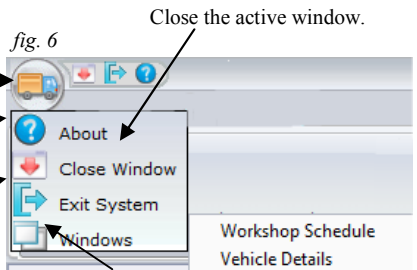 Close the active window.
fig. 6
About
Close Window
Exit System
Windows
Workshop Schedule
Vehicle Details